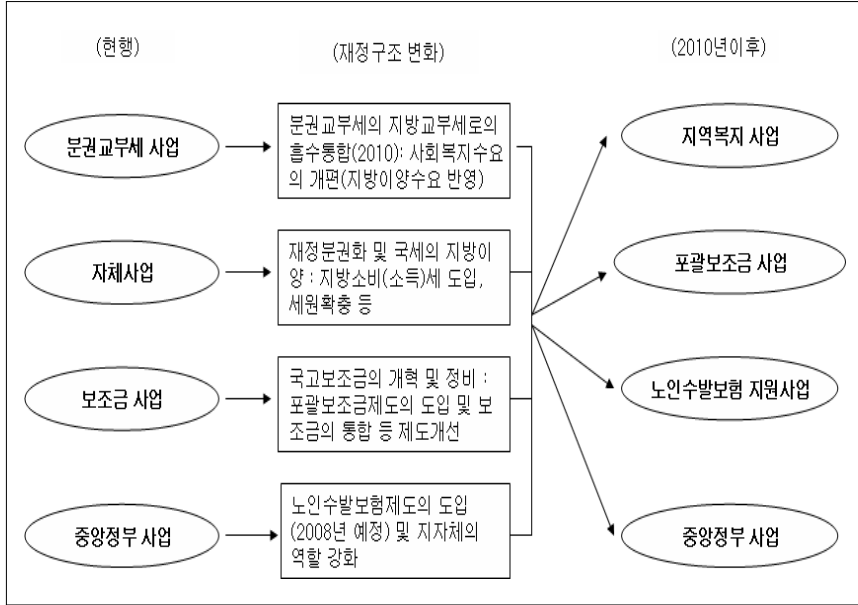 (현행)
(재정구조 변화)
(2010년이후)
분권교부세 사업
분권교부세의 지방교부세로의
흡수통합(2010): 사회복지수요
의 개편(지방이양수요 반영)
지역복지 사업
자체사업
재정분권화 및 국세의 지방이
양 : 지방소비(소득)세 도입,
세원확충 등
포괄보조금 사업
보조금 사업
국고보조금의 개혁 및 정비 :
포괄보조금제도의 도입 및 보
조금의 통합 등 제도개선
노인수발보험 지원사업
중앙정부 사업
노인수발보험제도의 도입
(2008년 예정) 및 지자체의
역할 강화
중앙정부 사업